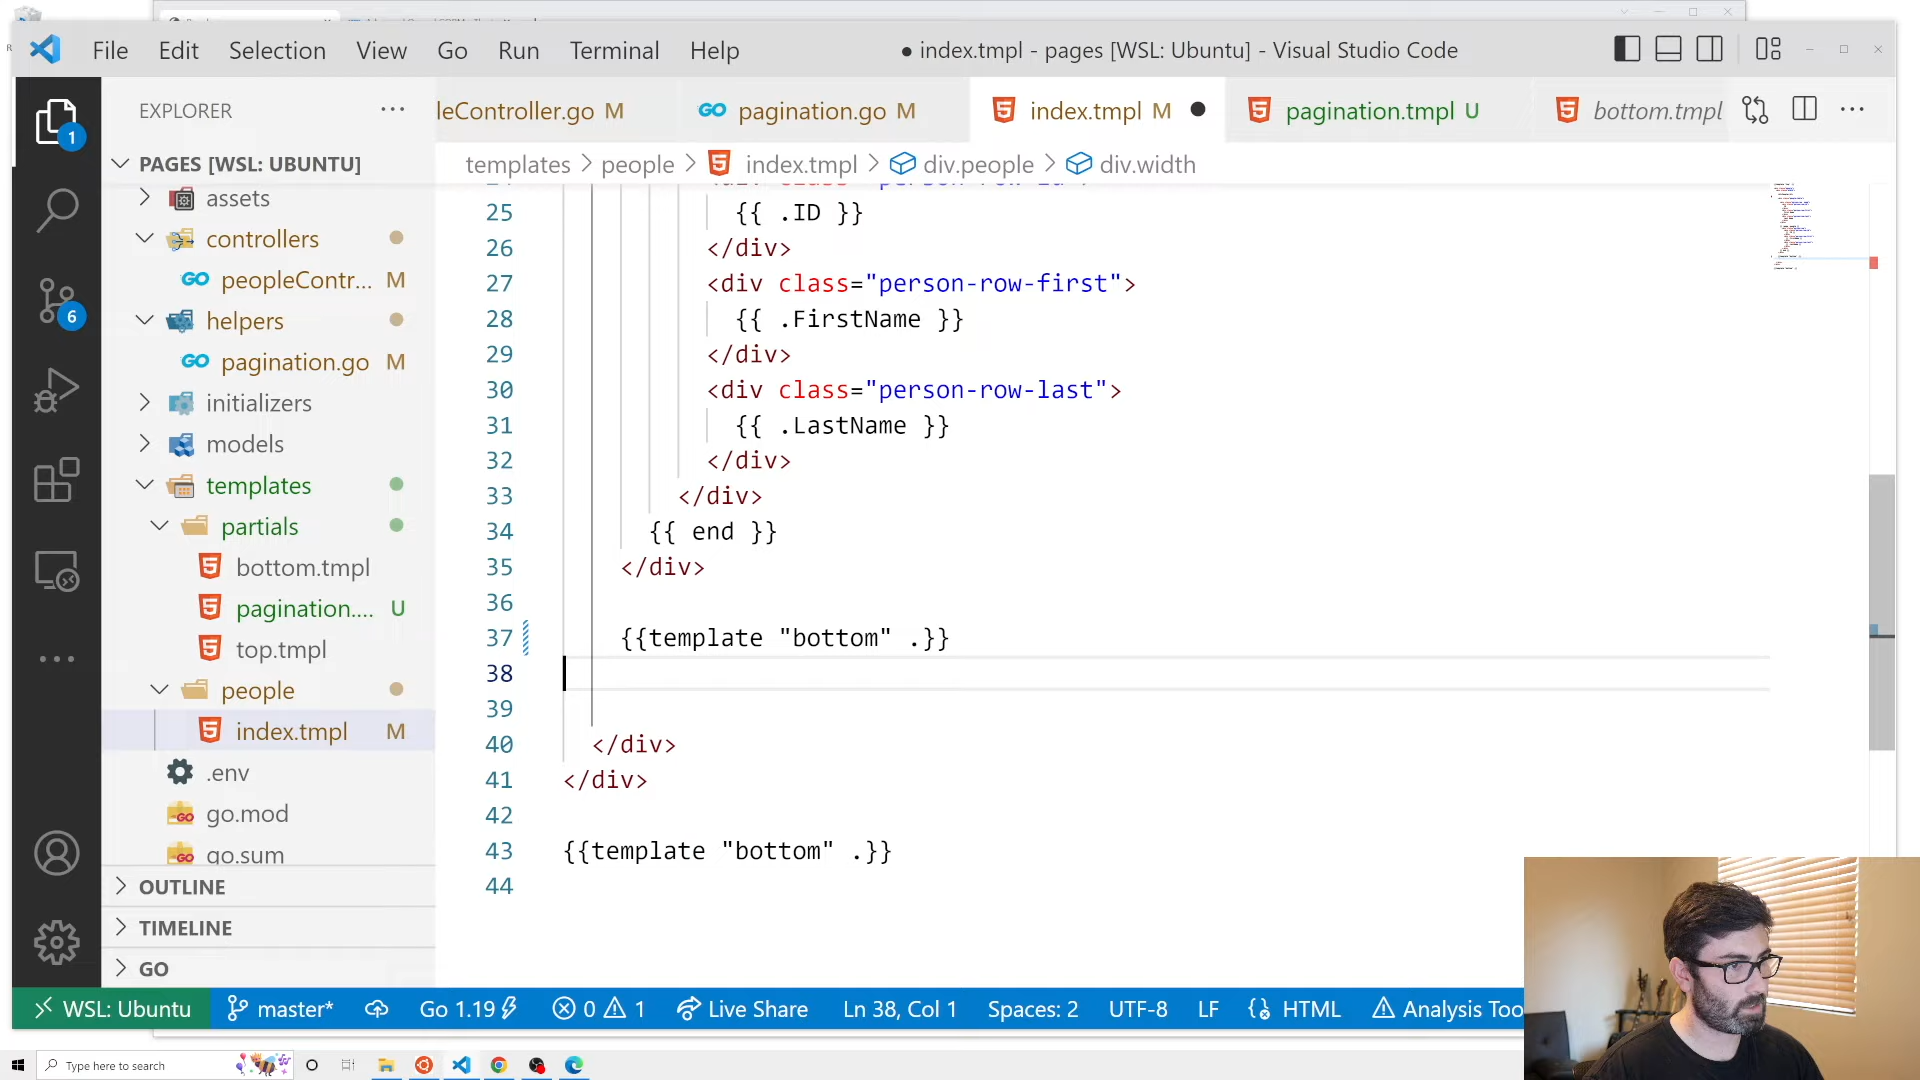 File Edit Selection View Go Run Terminal Help
● index.tmpl - pages [WSL: Ubuntu] - Visual Studio Code
EXPLORER ...
leController.go M
pagination.go M
index.tmpl M ●
pagination.tmpl U
bottom.tmpl
templates > people > index.tmpl > div.people > div.width
PAGES [WSL: UBUNTU]
assets
controllers
peopleContr... M
helpers
pagination.go M
initializers
models
templates
partials
bottom.tmpl
pagination.... U
top.tmpl
people
index.tmpl M
.env
go.mod
go.sum
OUTLINE
TIMELINE
GO
1
6
25 {{ .ID }}
26 </div>
27 <div class="person-row-first">
28 {{ .FirstName }}
29 </div>
30 <div class="person-row-last">
31 {{ .LastName }}
32 </div>
33 </div>
34 {{ end }}
35 </div>
36
37 {{template "bottom" .}}
38
39
40 </div>
41 </div>
42
43 {{template "bottom" .}}
44
WSL: Ubuntu master* Go 1.19 0 1 Live Share Ln 38, Col 1 Spaces: 2 UTF-8 LF HTML Analysis Too
Type here to search